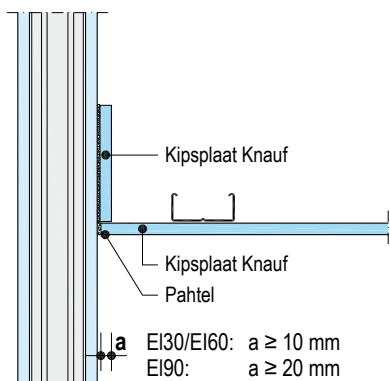 Kipsplaat Knauf
Kipsplaat Knauf
Pahtel
a EI30/EI60: a ≥ 10 mm
EI90: a ≥ 20 mm